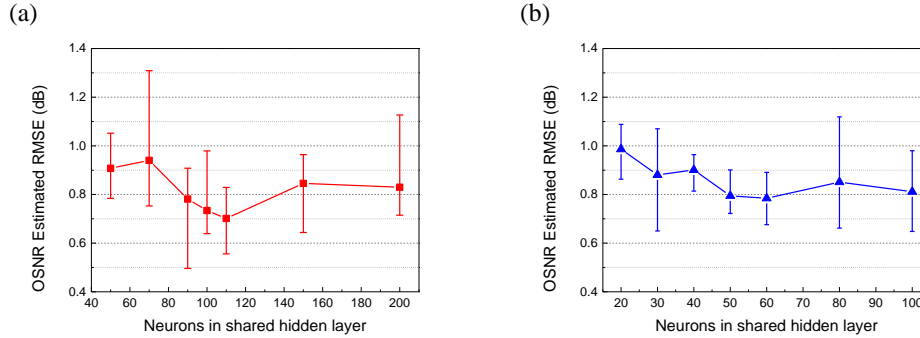 (a)
(b)
OSNR Estimated RMSE (dB)
1.4
1.2
1.0
0.8
0.6
0.4
40 60 80 100 120 140 160 180 200
Neurons in shared hidden layer
OSNR Estimated RMSE (dB)
1.4
1.2
1.0
0.8
0.6
0.4
20 30 40 50 60 70 80 90 100
Neurons in shared hidden layer